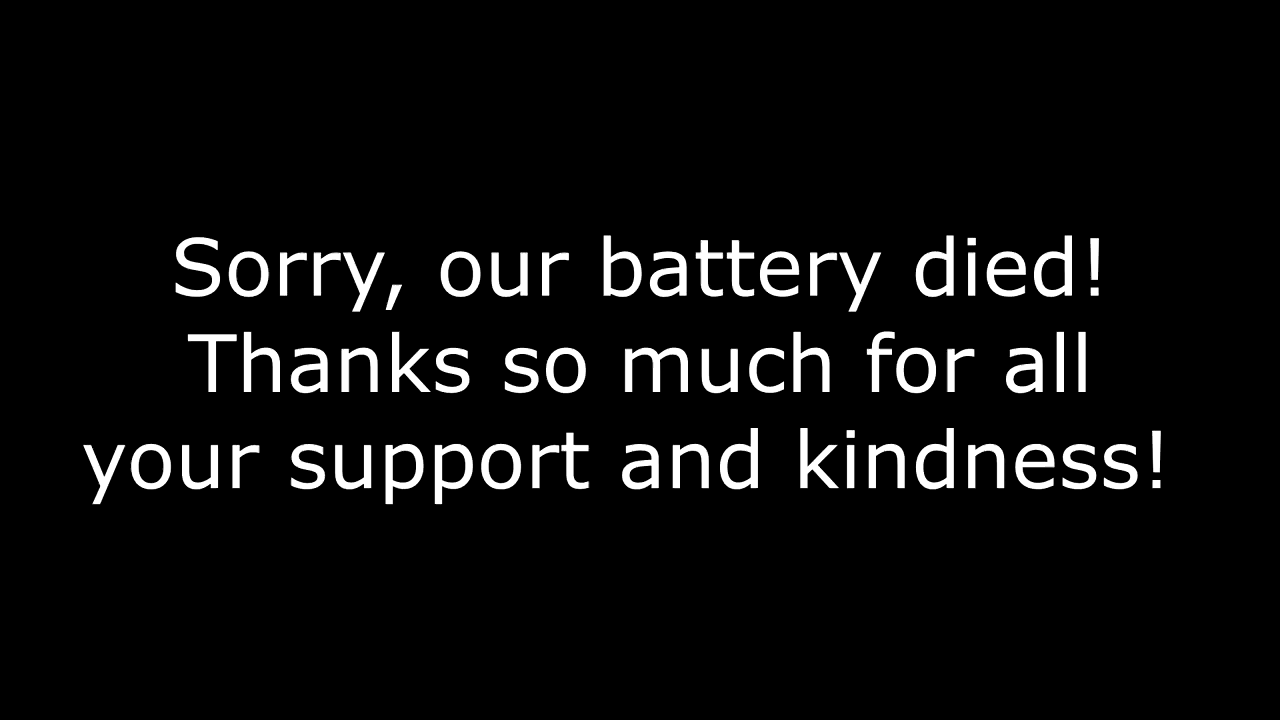 Sorry, our battery died!
Thanks so much for all
your support and kindness!